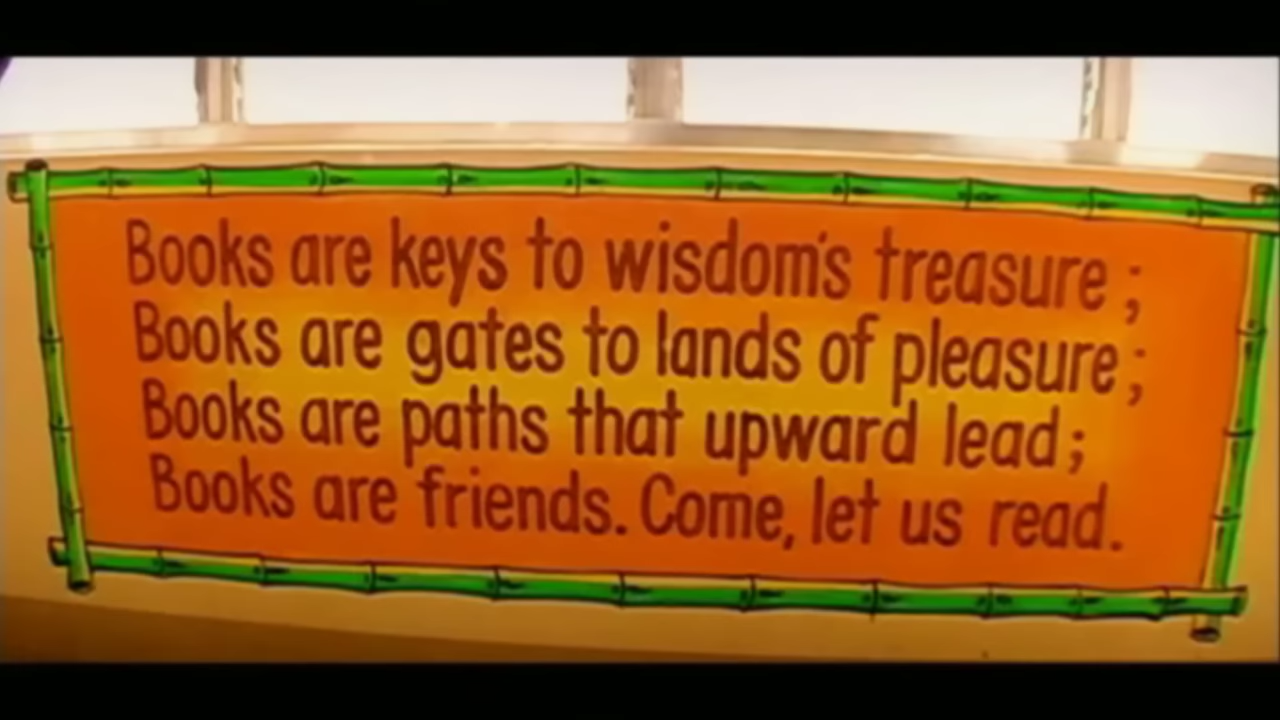 Books are keys to wisdom's treasure;
Books are gates to lands of pleasure;
Books are paths that upward lead;
Books are friends. Come, let us read.